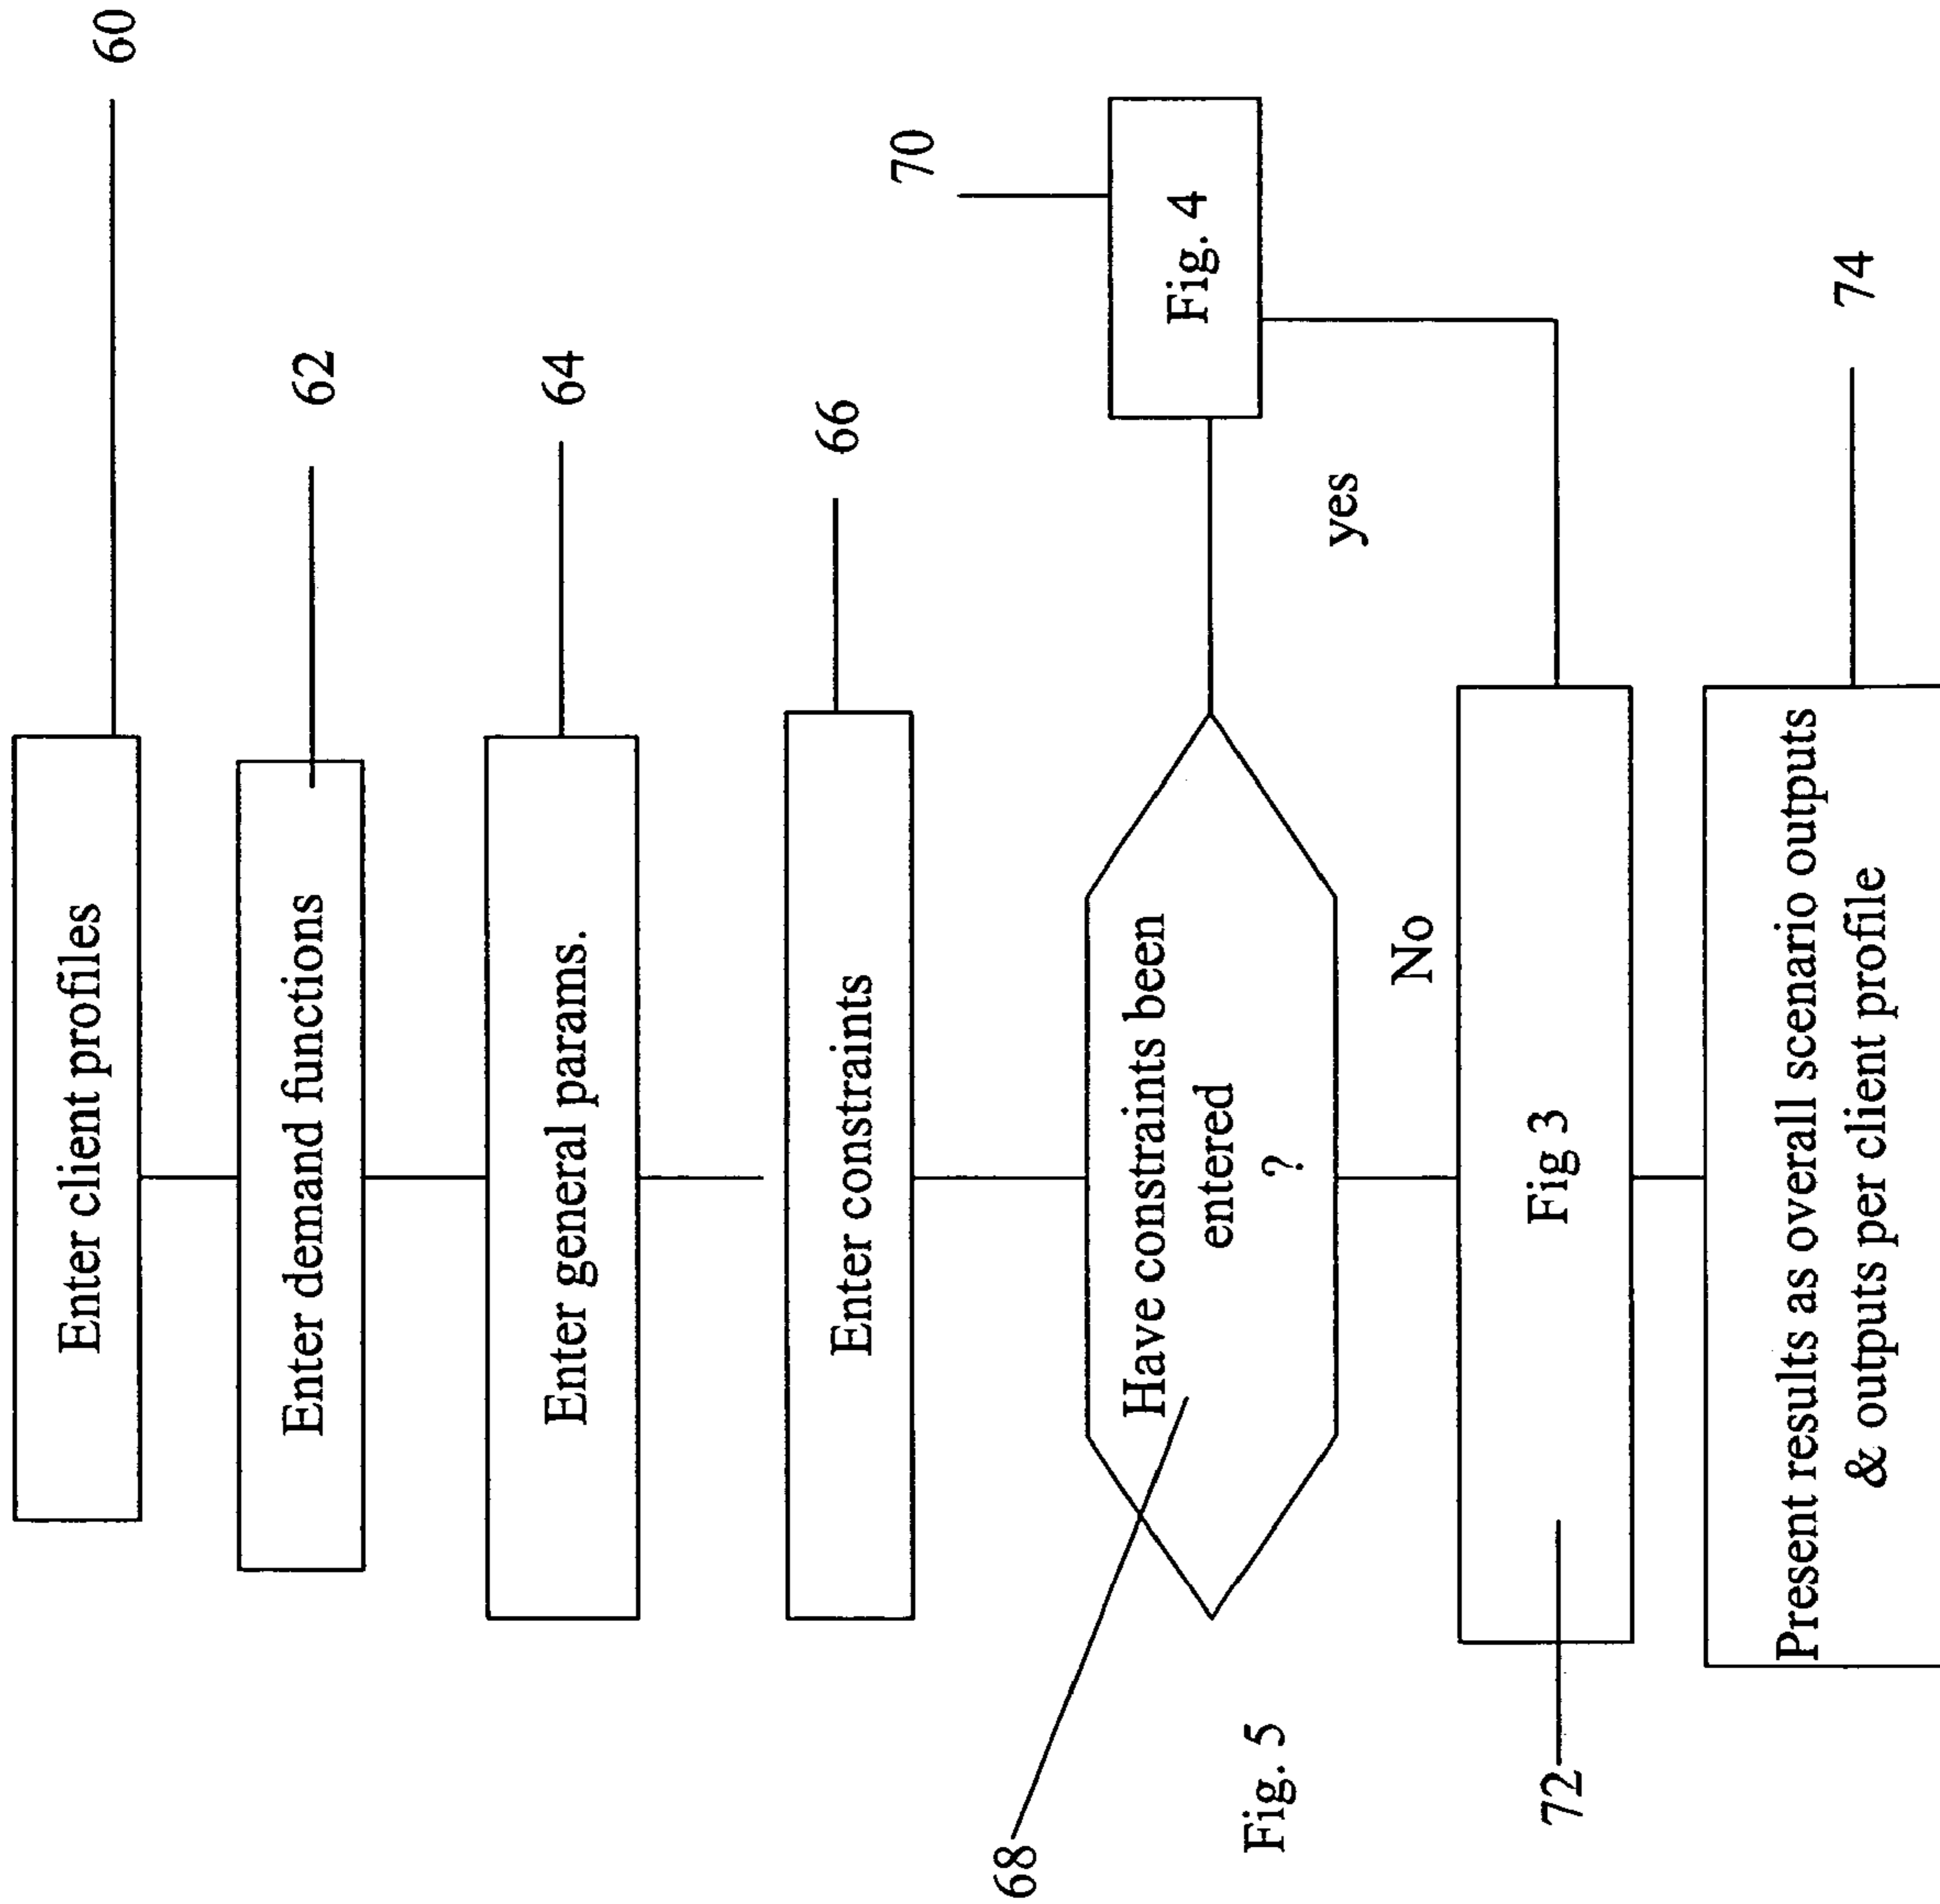 60
Enter client profiles
62
Enter demand functions
64
Enter general params.
66
Enter constraints
68
Have constraints been
entered
?
70
Fig. 4
yes
No
Fig. 5
72
Fig 3
74
Present results as overall scenario outputs
& outputs per client profile